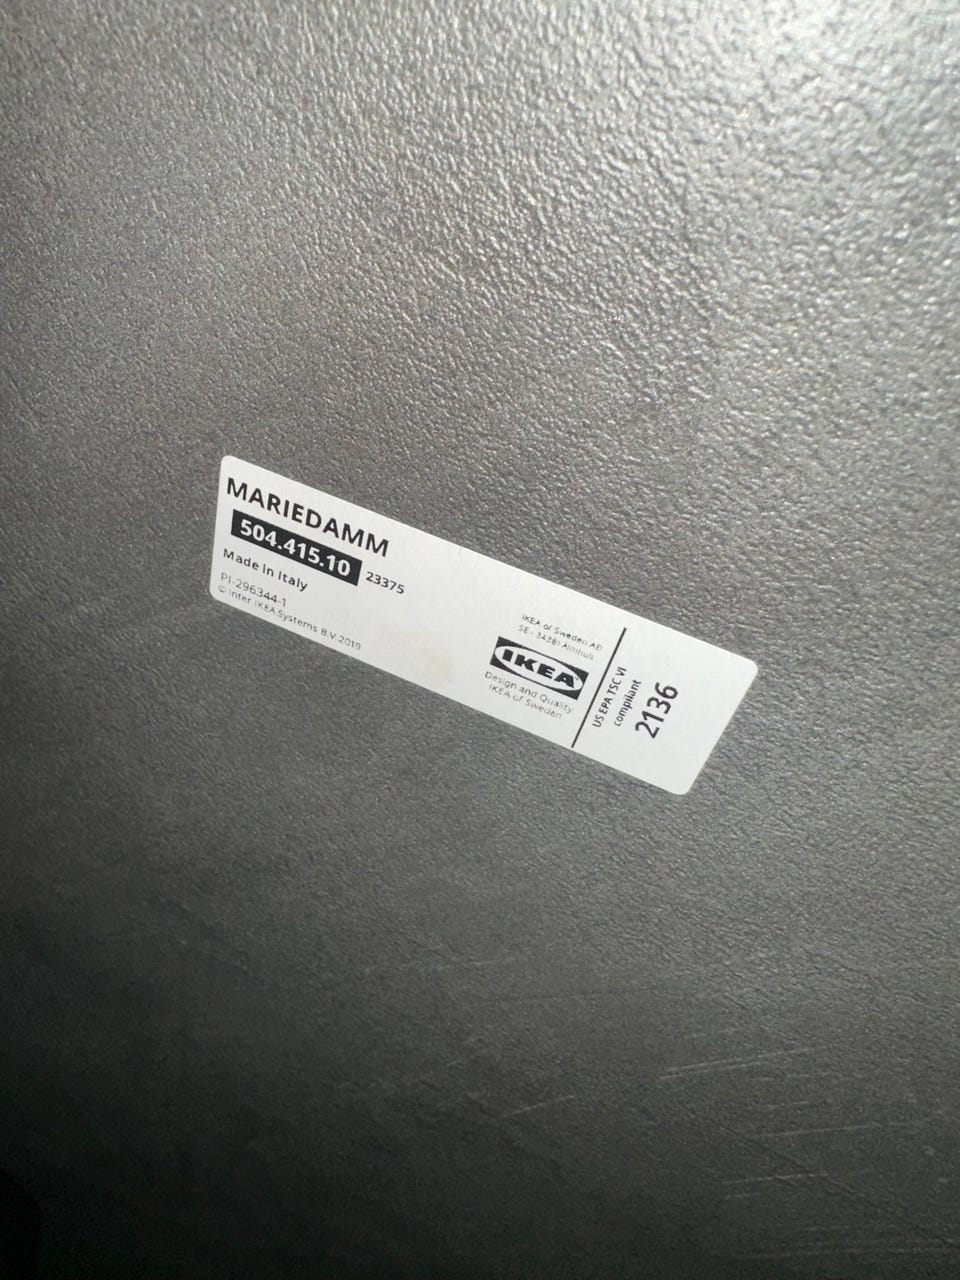 MARIEDAMM
504.415.10 23375
Made in Italy
PI-296344-1
© Inter IKEA Systems B.V. 2019
IKEA of Sweden AB
SE - 34381 Älmhult
IKEA
Design and Quality
IKEA of Sweden
US EPA TSC VI
compliant
2136